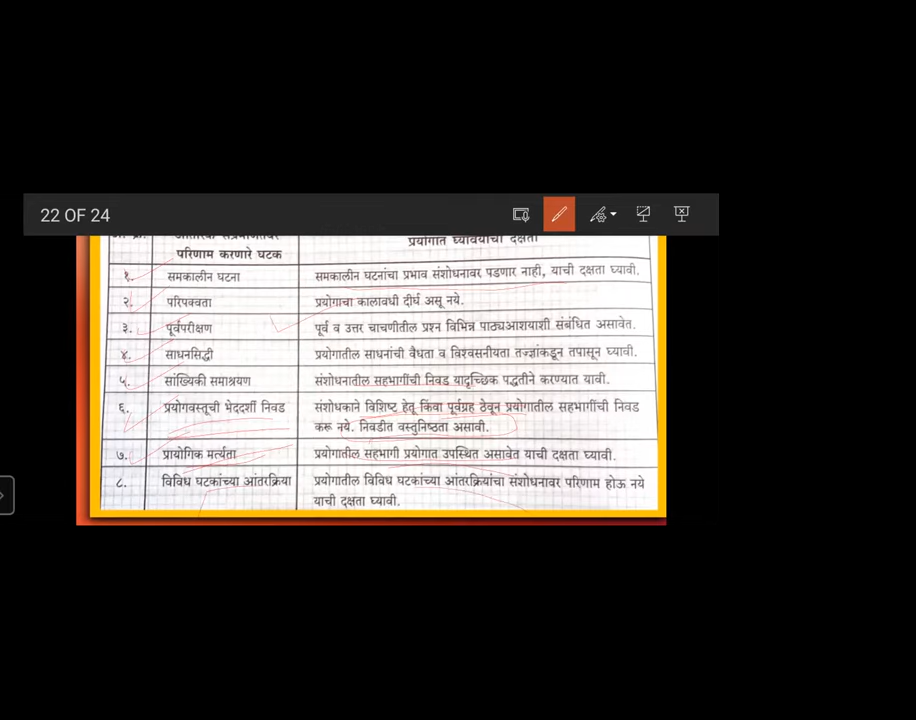 22 OF 24
परिणाम करणारे घटक
प्रयोगात घ्यावयाची दक्षता
१. समकालीन घटना समकालीन घटनांचा प्रभाव संशोधनावर पडणार नाही, याची दक्षता घ्यावी.
२. परिपक्वता प्रयोगाचा कालावधी दीर्घ असू नये.
३. पूर्वपरीक्षण पूर्व व उत्तर चाचणीतील प्रश्न विभिन्न पाठ्यआशयाशी संबंधित असावेत.
४. साधनसिद्धी प्रयोगातील साधनांची वैधता व विश्वसनीयता तज्ज्ञांकडून तपासून घ्यावी.
५. सांख्यिकी समाश्रयण संशोधनातील सहभागींची निवड यादृच्छिक पद्धतीने करण्यात यावी.
६. प्रयोगवस्तूची भेददर्शी निवड संशोधकाने विशिष्ट हेतू किंवा पूर्वग्रह ठेवून प्रयोगातील सहभागींची निवड
करू नये. निवडीत वस्तुनिष्ठता असावी.
७. प्रायोगिक मर्त्यता प्रयोगातील सहभागी प्रयोगात उपस्थित असावेत याची दक्षता घ्यावी.
८. विविध घटकांच्या आंतरक्रिया प्रयोगातील विविध घटकांच्या आंतरक्रियांचा संशोधनावर परिणाम होऊ नये
याची दक्षता घ्यावी.